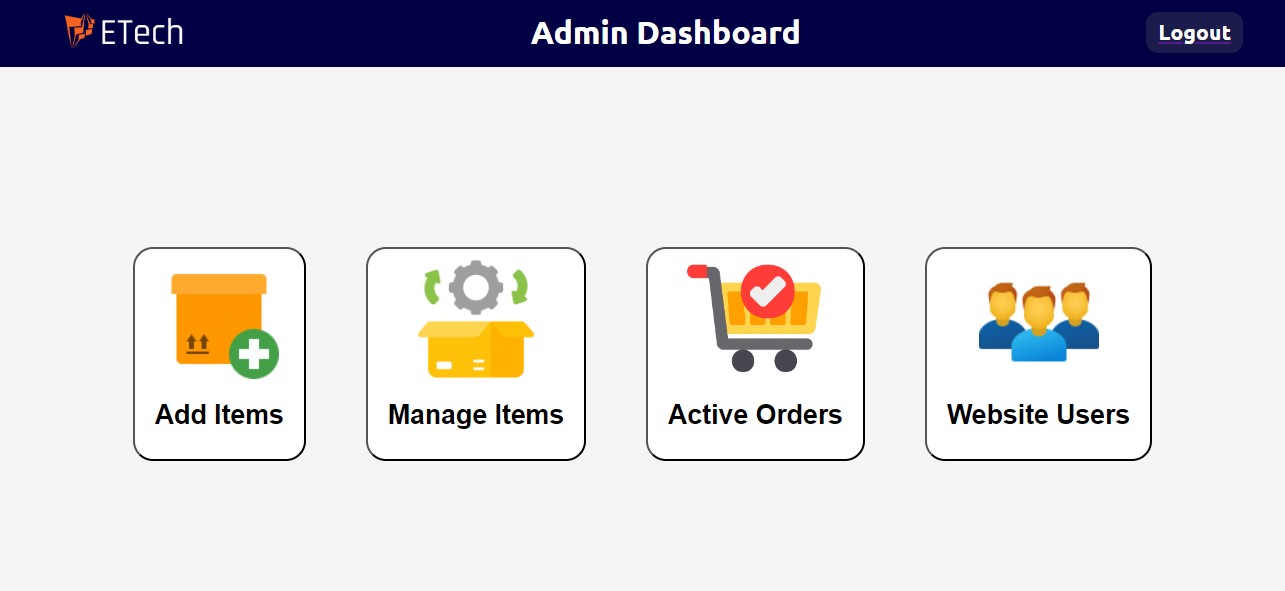 ETech
Admin Dashboard
Logout
Add Items
Manage Items
Active Orders
Website Users